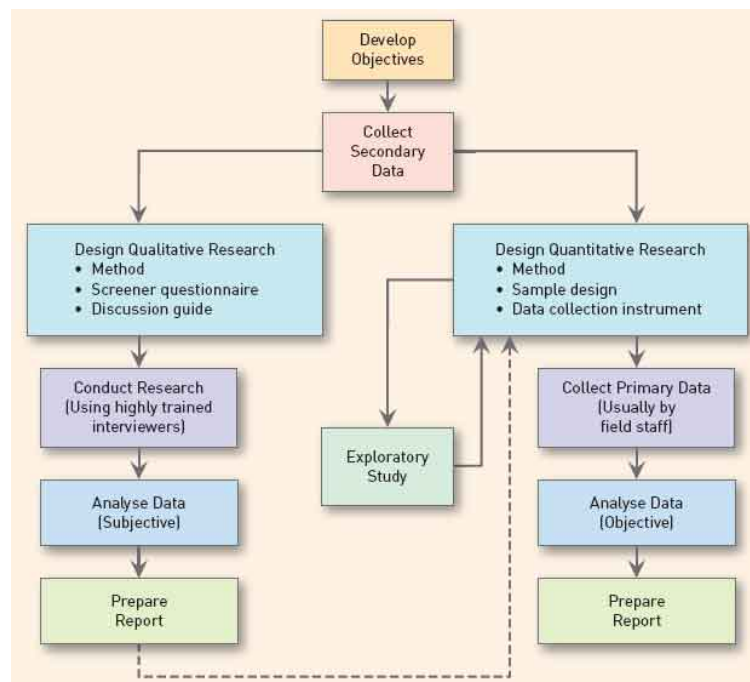 Develop
Objectives
Collect
Secondary
Data
Design Qualitative Research
• Method
• Screener questionnaire
• Discussion guide
Design Quantitative Research
• Method
• Sample design
• Data collection instrument
Conduct Research
(Using highly trained
interviewers)
Collect Primary Data
(Usually by
field staff)
Exploratory
Study
Analyse Data
(Subjective)
Analyse Data
(Objective)
Prepare
Report
Prepare
Report